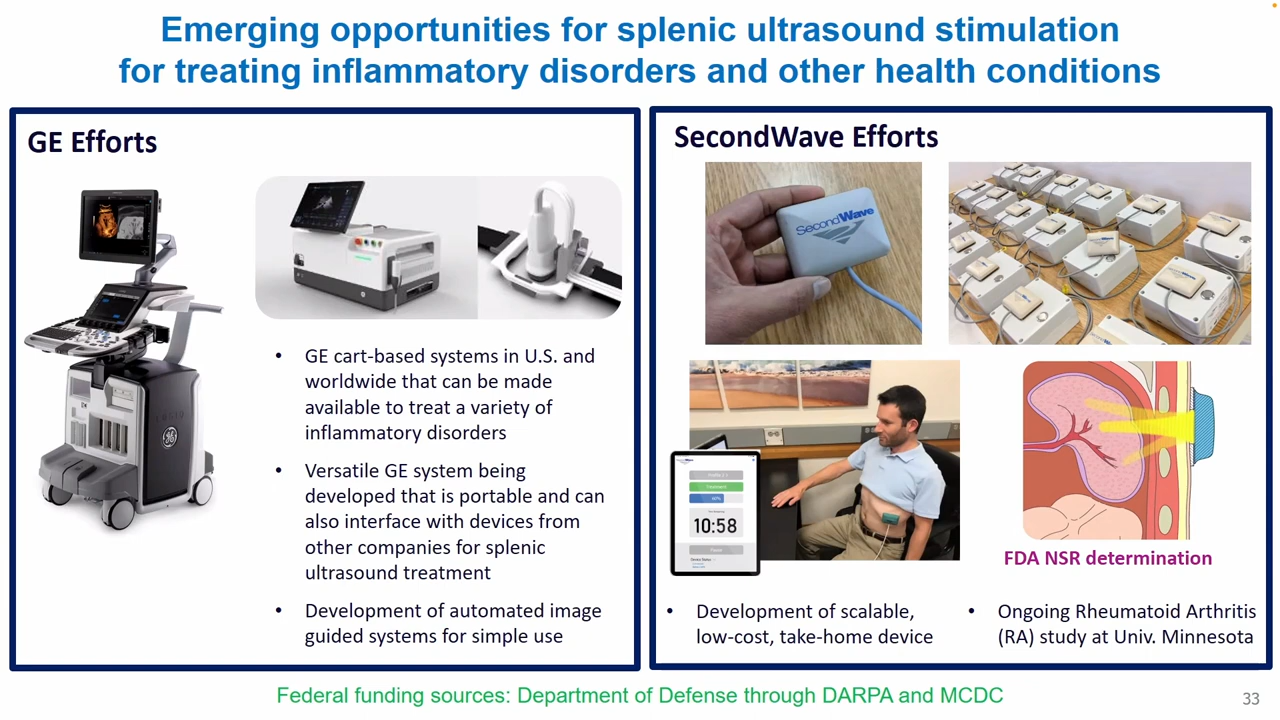 Emerging opportunities for splenic ultrasound stimulation
for treating inflammatory disorders and other health conditions
GE Efforts
• GE cart-based systems in U.S. and
worldwide that can be made
available to treat a variety of
inflammatory disorders
• Versatile GE system being
developed that is portable and can
also interface with devices from
other companies for splenic
ultrasound treatment
• Development of automated image
guided systems for simple use
SecondWave Efforts
SecondWave
10:58
FDA NSR determination
• Development of scalable,
low-cost, take-home device
• Ongoing Rheumatoid Arthritis
(RA) study at Univ. Minnesota
Federal funding sources: Department of Defense through DARPA and MCDC
33